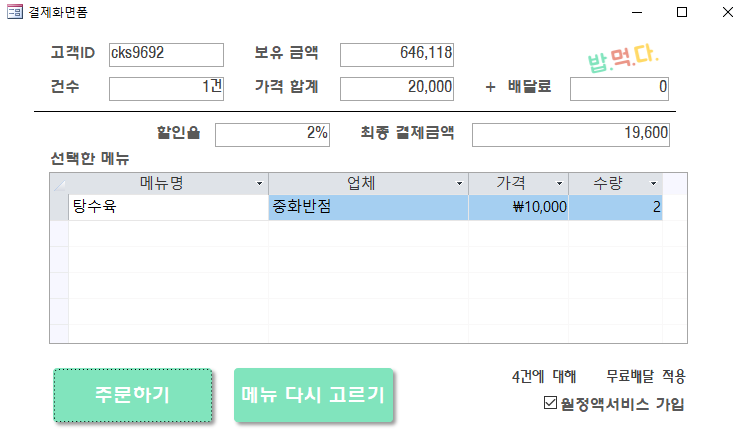 결제화면폼
고객ID cks9692 보유 금액 646,118
밥.먹.다.
건수 1건 가격 합계 20,000 + 배달료 0
할인율 2% 최종 결제금액 19,600
선택한 메뉴
메뉴명 업체 가격 수량
탕수육 중화반점 ₩10,000 2
주문하기 메뉴 다시 고르기
4건에 대해 무료배달 적용
월정액서비스 가입